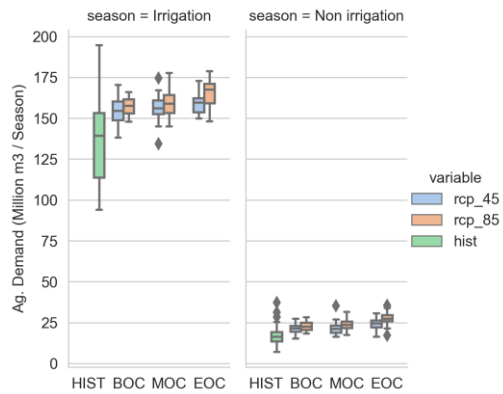 season = Irrigation
season = Non irrigation
Ag. Demand (Million m3 / Season)
200
175
150
125
100
75
50
25
0
HIST BOC MOC EOC
HIST BOC MOC EOC
variable
rcp_45
rcp_85
hist